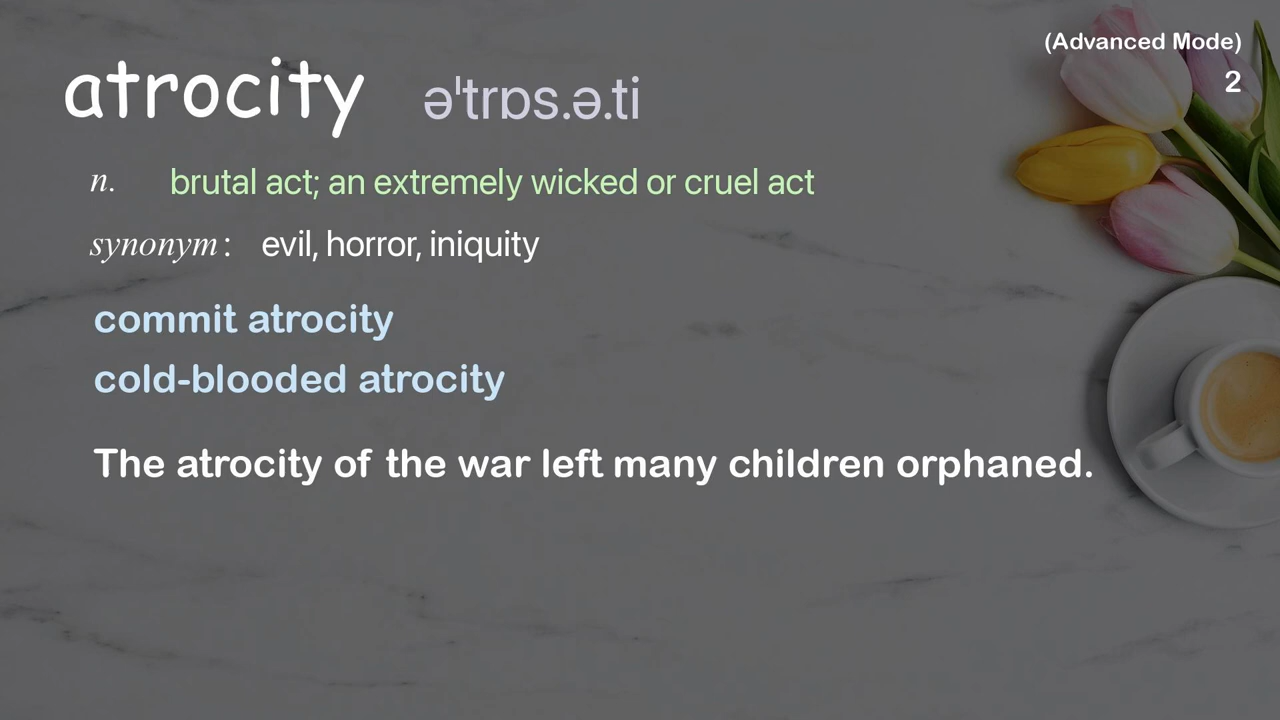 (Advanced Mode)
2
atrocity əˈtrɒs.ə.ti
n. brutal act; an extremely wicked or cruel act
synonym: evil, horror, iniquity
commit atrocity
cold-blooded atrocity
The atrocity of the war left many children orphaned.